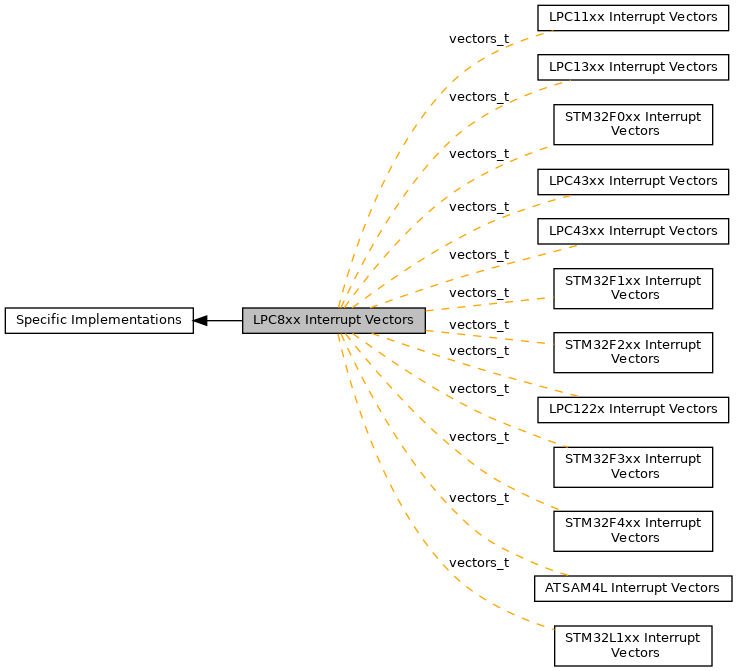 LPC11xx Interrupt Vectors
vectors_t
LPC13xx Interrupt Vectors
vectors_t
STM32F0xx Interrupt
Vectors
vectors_t
LPC43xx Interrupt Vectors
vectors_t
LPC43xx Interrupt Vectors
vectors_t
STM32F1xx Interrupt
Vectors
vectors_t
Specific Implementations
LPC8xx Interrupt Vectors
vectors_t
STM32F2xx Interrupt
Vectors
vectors_t
LPC122x Interrupt Vectors
vectors_t
STM32F3xx Interrupt
Vectors
vectors_t
STM32F4xx Interrupt
Vectors
vectors_t
ATSAM4L Interrupt Vectors
vectors_t
STM32L1xx Interrupt
Vectors